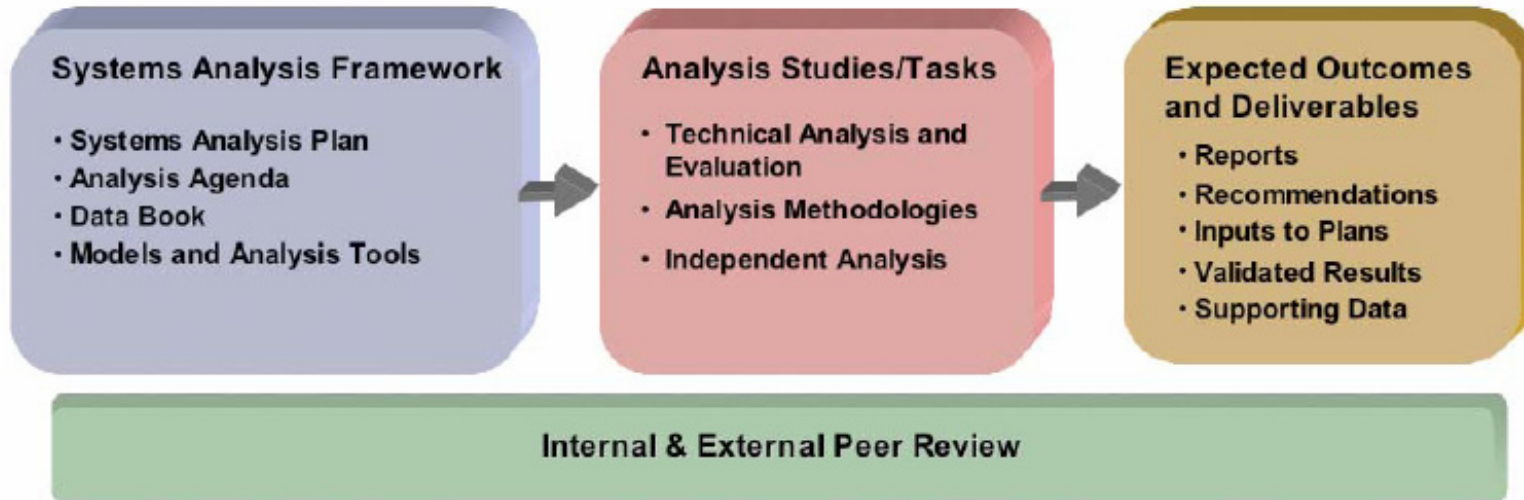 Systems Analysis Framework
• Systems Analysis Plan
• Analysis Agenda
• Data Book
• Models and Analysis Tools
Analysis Studies/Tasks
• Technical Analysis and
Evaluation
• Analysis Methodologies
• Independent Analysis
Expected Outcomes
and Deliverables
• Reports
• Recommendations
• Inputs to Plans
• Validated Results
• Supporting Data
Internal & External Peer Review